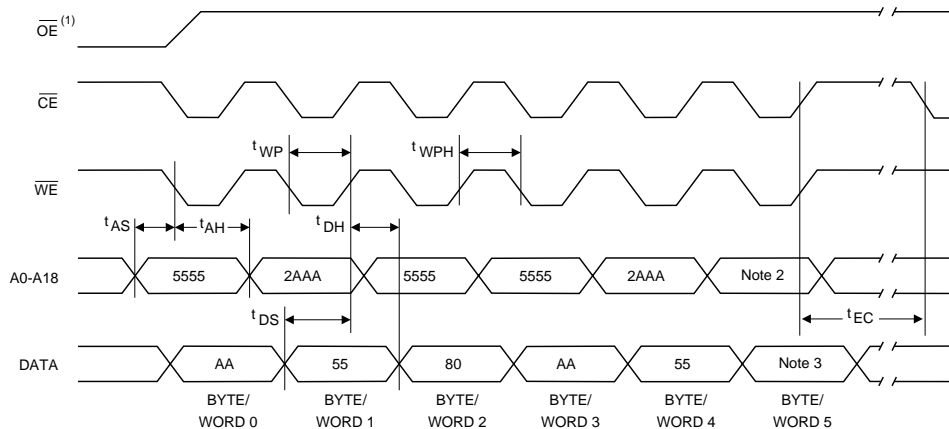 OE (1)
CE
t WP
t WPH
WE
t AS
t AH
t DH
A0-A18
5555
2AAA
5555
5555
2AAA
Note 2
t DS
t EC
DATA
AA
55
80
AA
55
Note 3
BYTE/
WORD 0
BYTE/
WORD 1
BYTE/
WORD 2
BYTE/
WORD 3
BYTE/
WORD 4
BYTE/
WORD 5